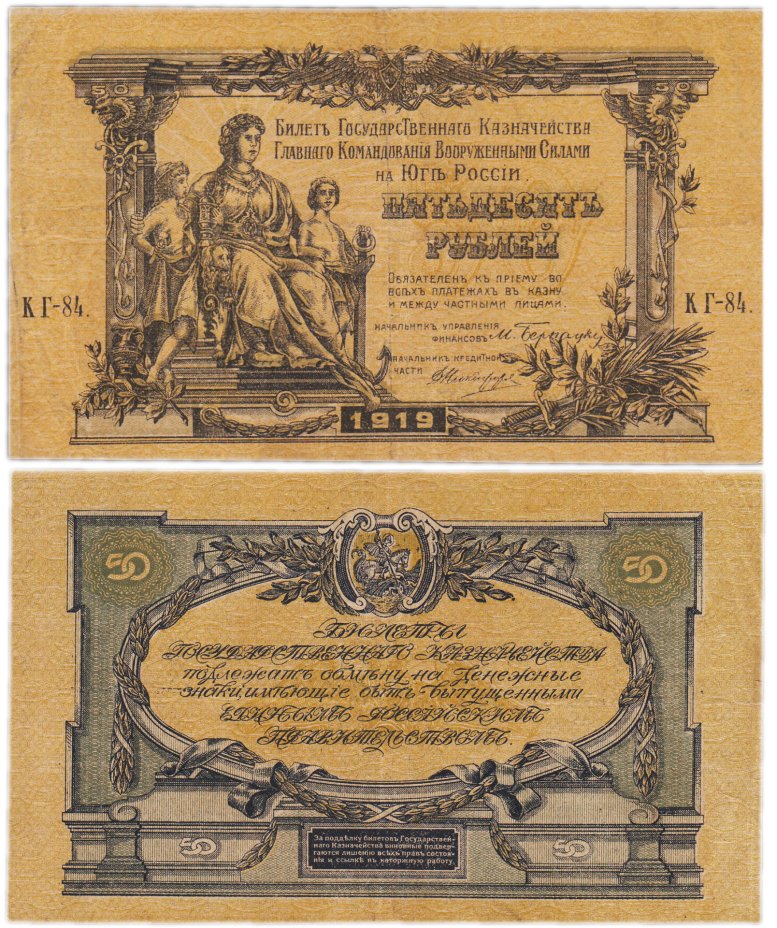 50
50
Билетъ Государственнаго Казначейства
Главнаго Командованія Вооруженными Силами
на Югѣ Россіи.
ПЯТЬДЕСЯТЪ
РУБЛЕЙ
Обязателенъ къ пріему во
всѣхъ платежахъ въ казну
и между частными лицами.
КГ-84.
КГ-84.
Начальникъ управленія
финансовъ
Начальникъ кредитной
части
1919
50
50
Билеты
Государственнаго Казначейства
подлежатъ обмѣну на денежные
знаки, имѣющіе быть выпущенными
Единымъ Россійскимъ
Правительствомъ.
50
50
За поддѣлку билетовъ Государствен-
наго Казначейства виновные подвер-
гаются лишенію всѣхъ правъ состоя-
нія и ссылкѣ въ каторжную работу.